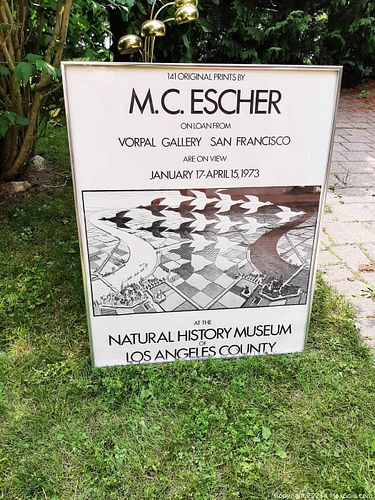 141 ORIGINAL PRINTS BY
M.C. ESCHER
ON LOAN FROM
VORPAL GALLERY SAN FRANCISCO
ARE ON VIEW
JANUARY 17-APRIL 15, 1973
AT THE
NATURAL HISTORY MUSEUM
OF
LOS ANGELES COUNTY